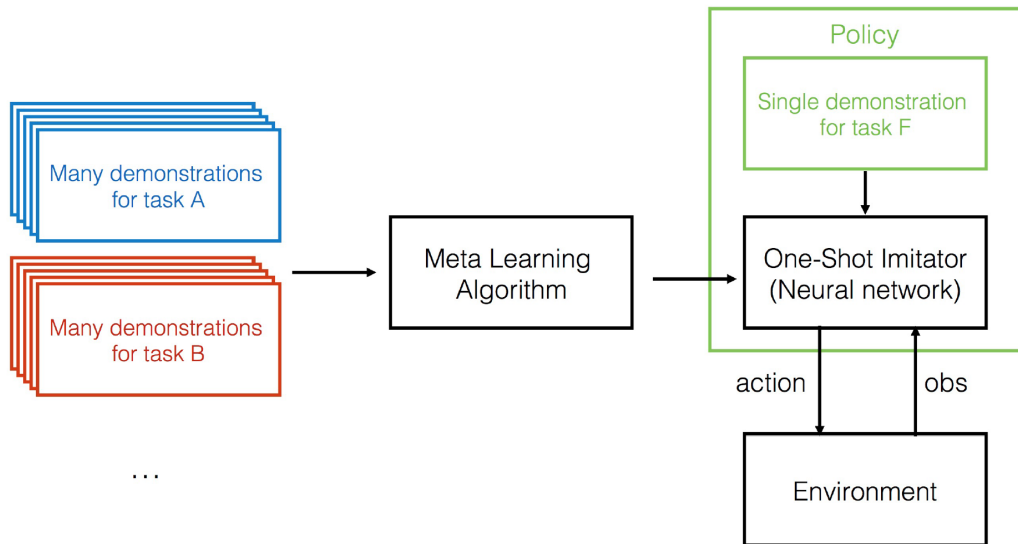 Policy
Single demonstration
for task F
Many demonstrations
for task A
Meta Learning
Algorithm
One-Shot Imitator
(Neural network)
Many demonstrations
for task B
action
obs
...
Environment